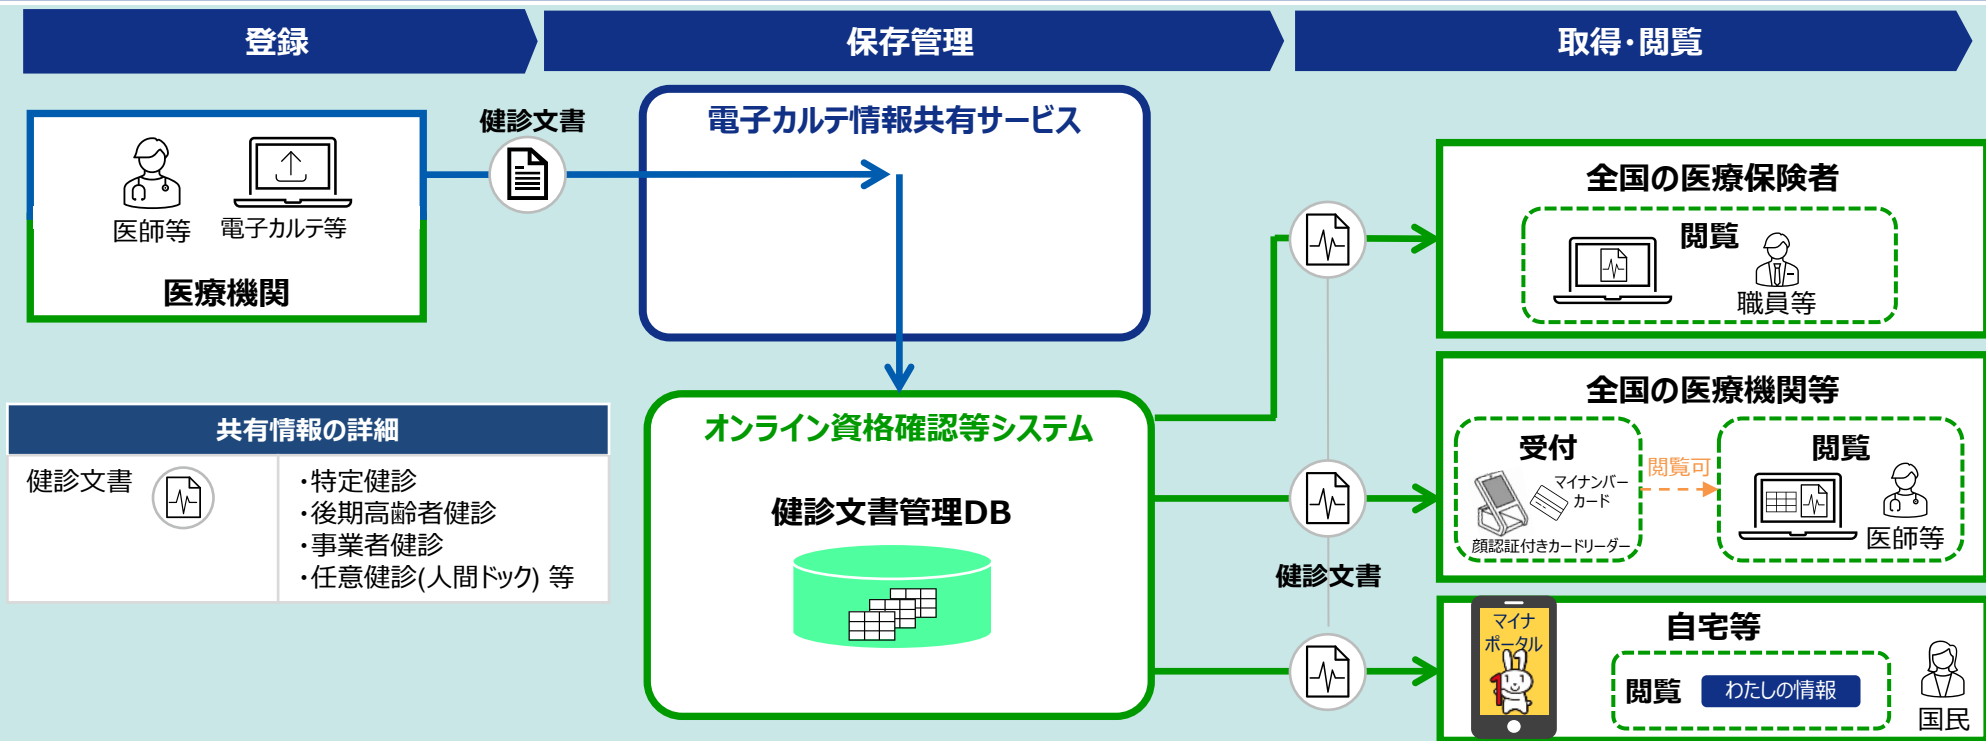 登録
保存管理
取得・閲覧
健診文書
医師等
電子カルテ等
医療機関
電子カルテ情報共有サービス
オンライン資格確認等システム
健診文書管理DB
共有情報の詳細
健診文書
・特定健診
・後期高齢者健診
・事業者健診
・任意健診(人間ドック) 等
健診文書
全国の医療保険者
閲覧
職員等
全国の医療機関等
受付
マイナンバー
カード
顔認証付きカードリーダー
閲覧可
閲覧
医師等
マイナ
ポータル
1
自宅等
閲覧
わたしの情報
国民